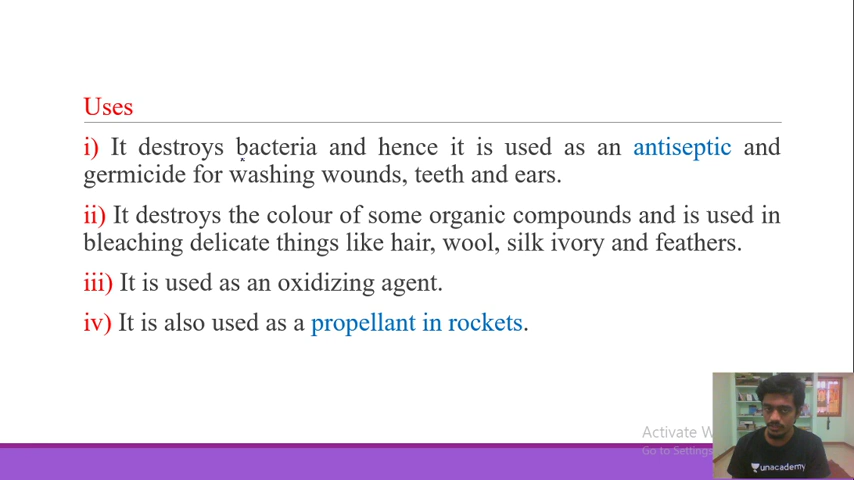 Uses
i) It destroys bacteria and hence it is used as an antiseptic and
germicide for washing wounds, teeth and ears.
ii) It destroys the colour of some organic compounds and is used in
bleaching delicate things like hair, wool, silk ivory and feathers.
iii) It is used as an oxidizing agent.
iv) It is also used as a propellant in rockets.
Activate W
Go to Settings
unacademy